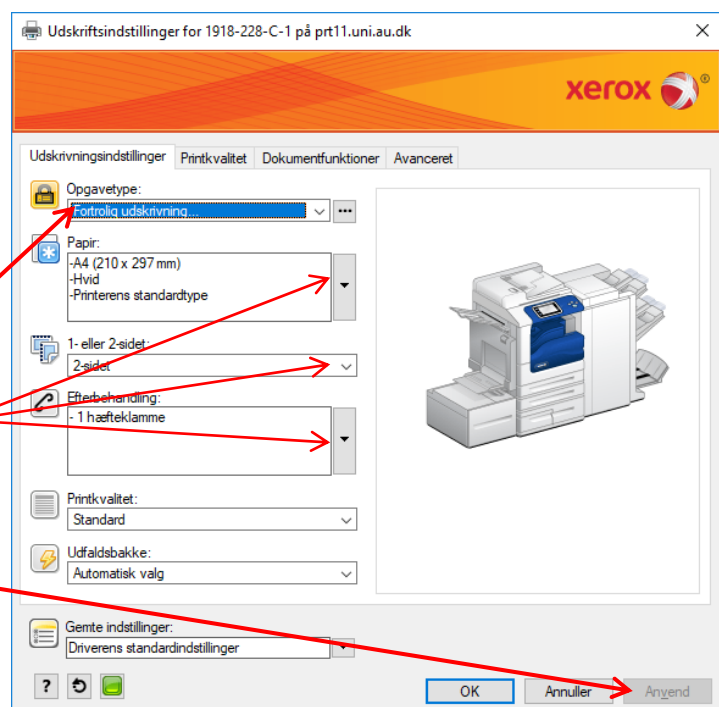 Udskriftsindstillinger for 1918-228-C-1 på prt11.uni.au.dk
xerox
Udskrivningsindstillinger Printkvalitet Dokumentfunktioner Avanceret
Opgavetype:
Fortrolig udskrivning...
Papir:
-A4 (210 x 297 mm)
-Hvid
-Printerens standardtype
1- eller 2-sidet:
2-sidet
Efterbehandling:
- 1 hæfteklamme
Printkvalitet:
Standard
Udfaldsbakke:
Automatisk valg
Gemte indstillinger:
Driverens standardindstillinger
? OK Annuller Anvend